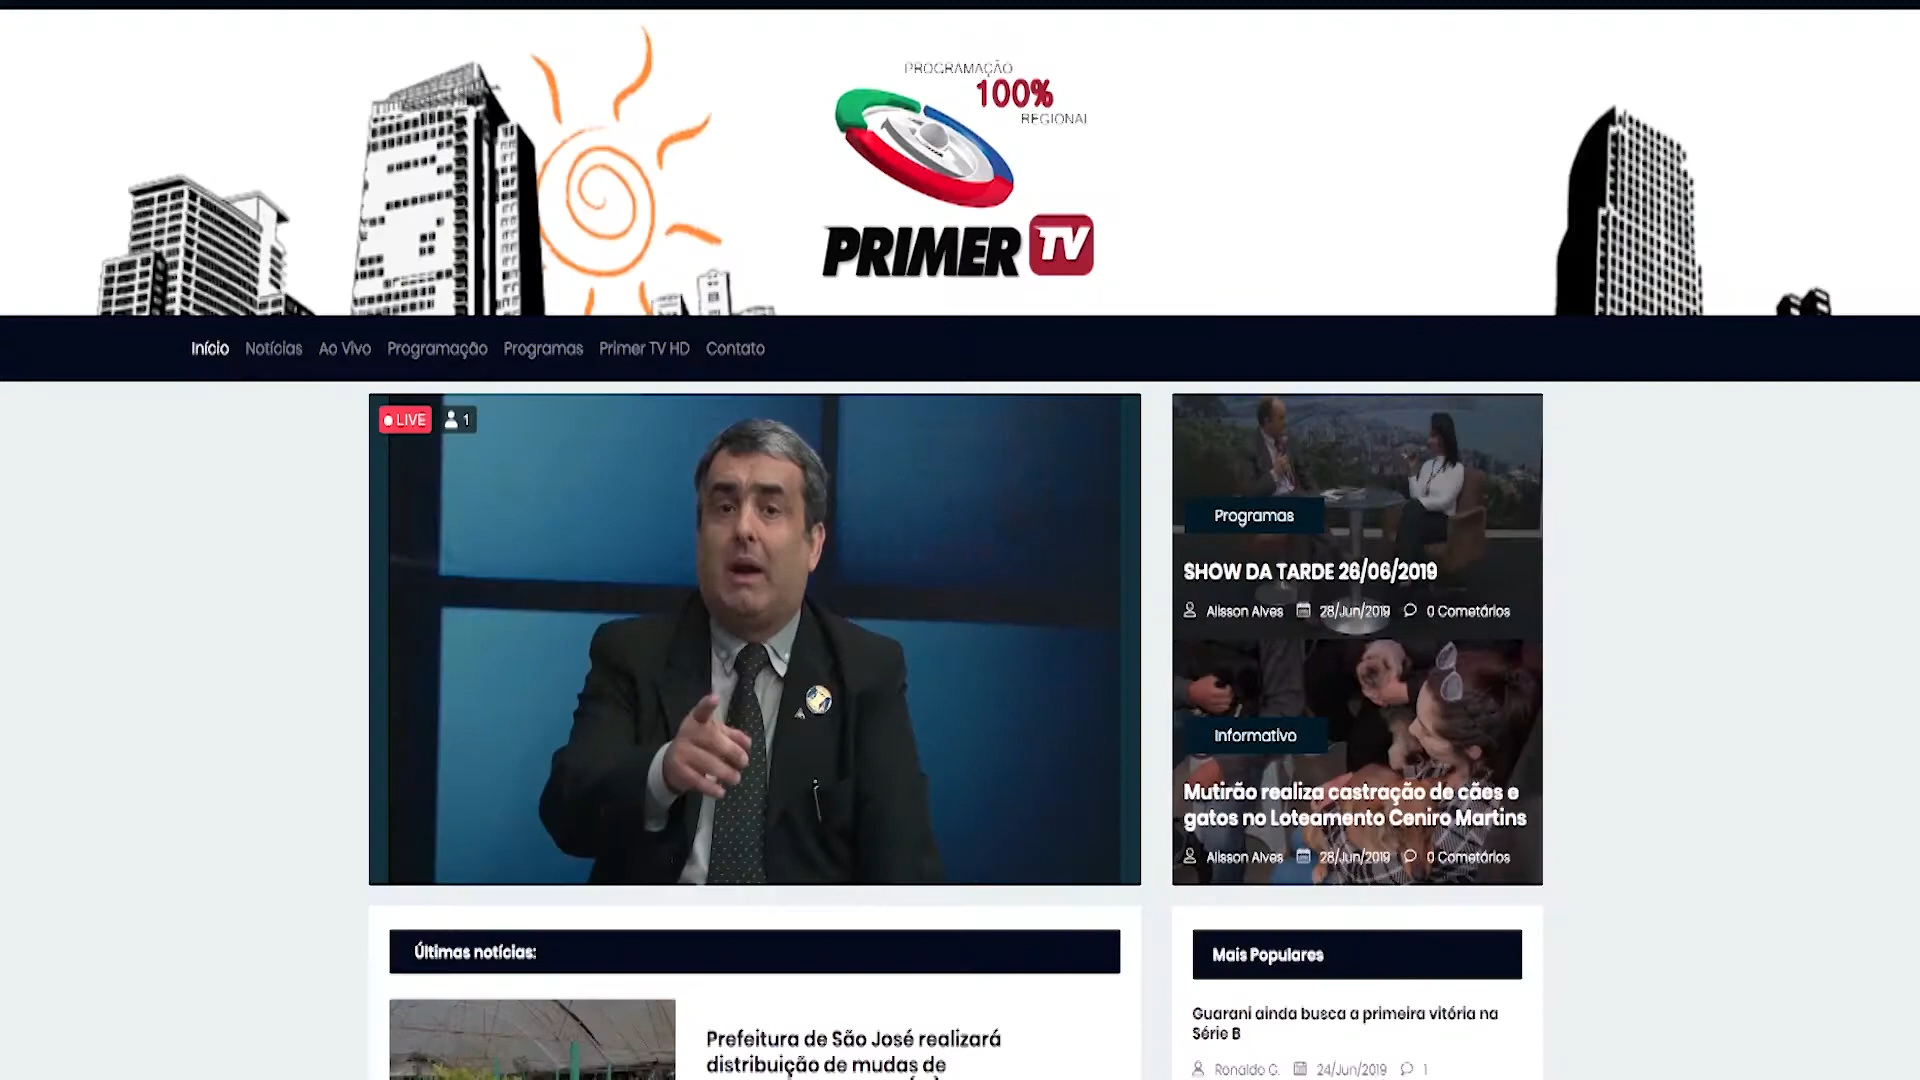 PROGRAMAÇÃO
100%
REGIONAL
PRIMER TV
Início Notícias Ao Vivo Programação Programas Primer TV HD Contato
LIVE 1
Programas
SHOW DA TARDE 26/06/2019
Alisson Alves 28/Jun/2019 0 Cometários
Informativo
Mutirão realiza castração de cães e
gatos no Loteamento Ceniro Martins
Alisson Alves 28/Jun/2019 0 Cometários
Últimas notícias:
Prefeitura de São José realizará
distribuição de mudas de
Mais Populares
Guarani ainda busca a primeira vitória na
Série B
Ronaldo C. 24/Jun/2019 1